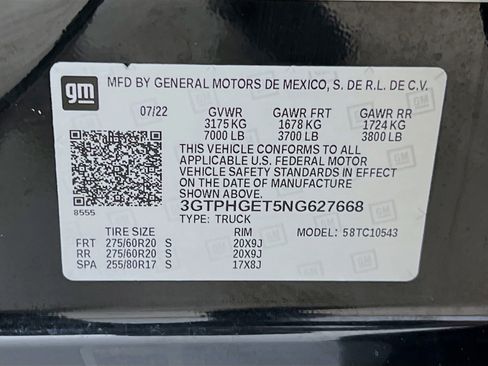 gm
MFD BY GENERAL MOTORS DE MEXICO, S. DE R.L. DE C.V.
07/22 GVWR GAWR FRT GAWR RR
3175 KG 1678 KG 1724 KG
7000 LB 3700 LB 3800 LB
THIS VEHICLE CONFORMS TO ALL
APPLICABLE U.S. FEDERAL MOTOR
VEHICLE SAFETY STANDARDS IN EFFECT
ON THE DATE OF MANUFACTURE
SHOWN ABOVE.
8555 3GTPHGET5NG627668
TYPE: TRUCK
TIRE SIZE RIM MODEL: 58TC10543
FRT 275/60R20 S 20X9J
RR 275/60R20 S 20X9J
SPA 255/80R17 S 17X8J